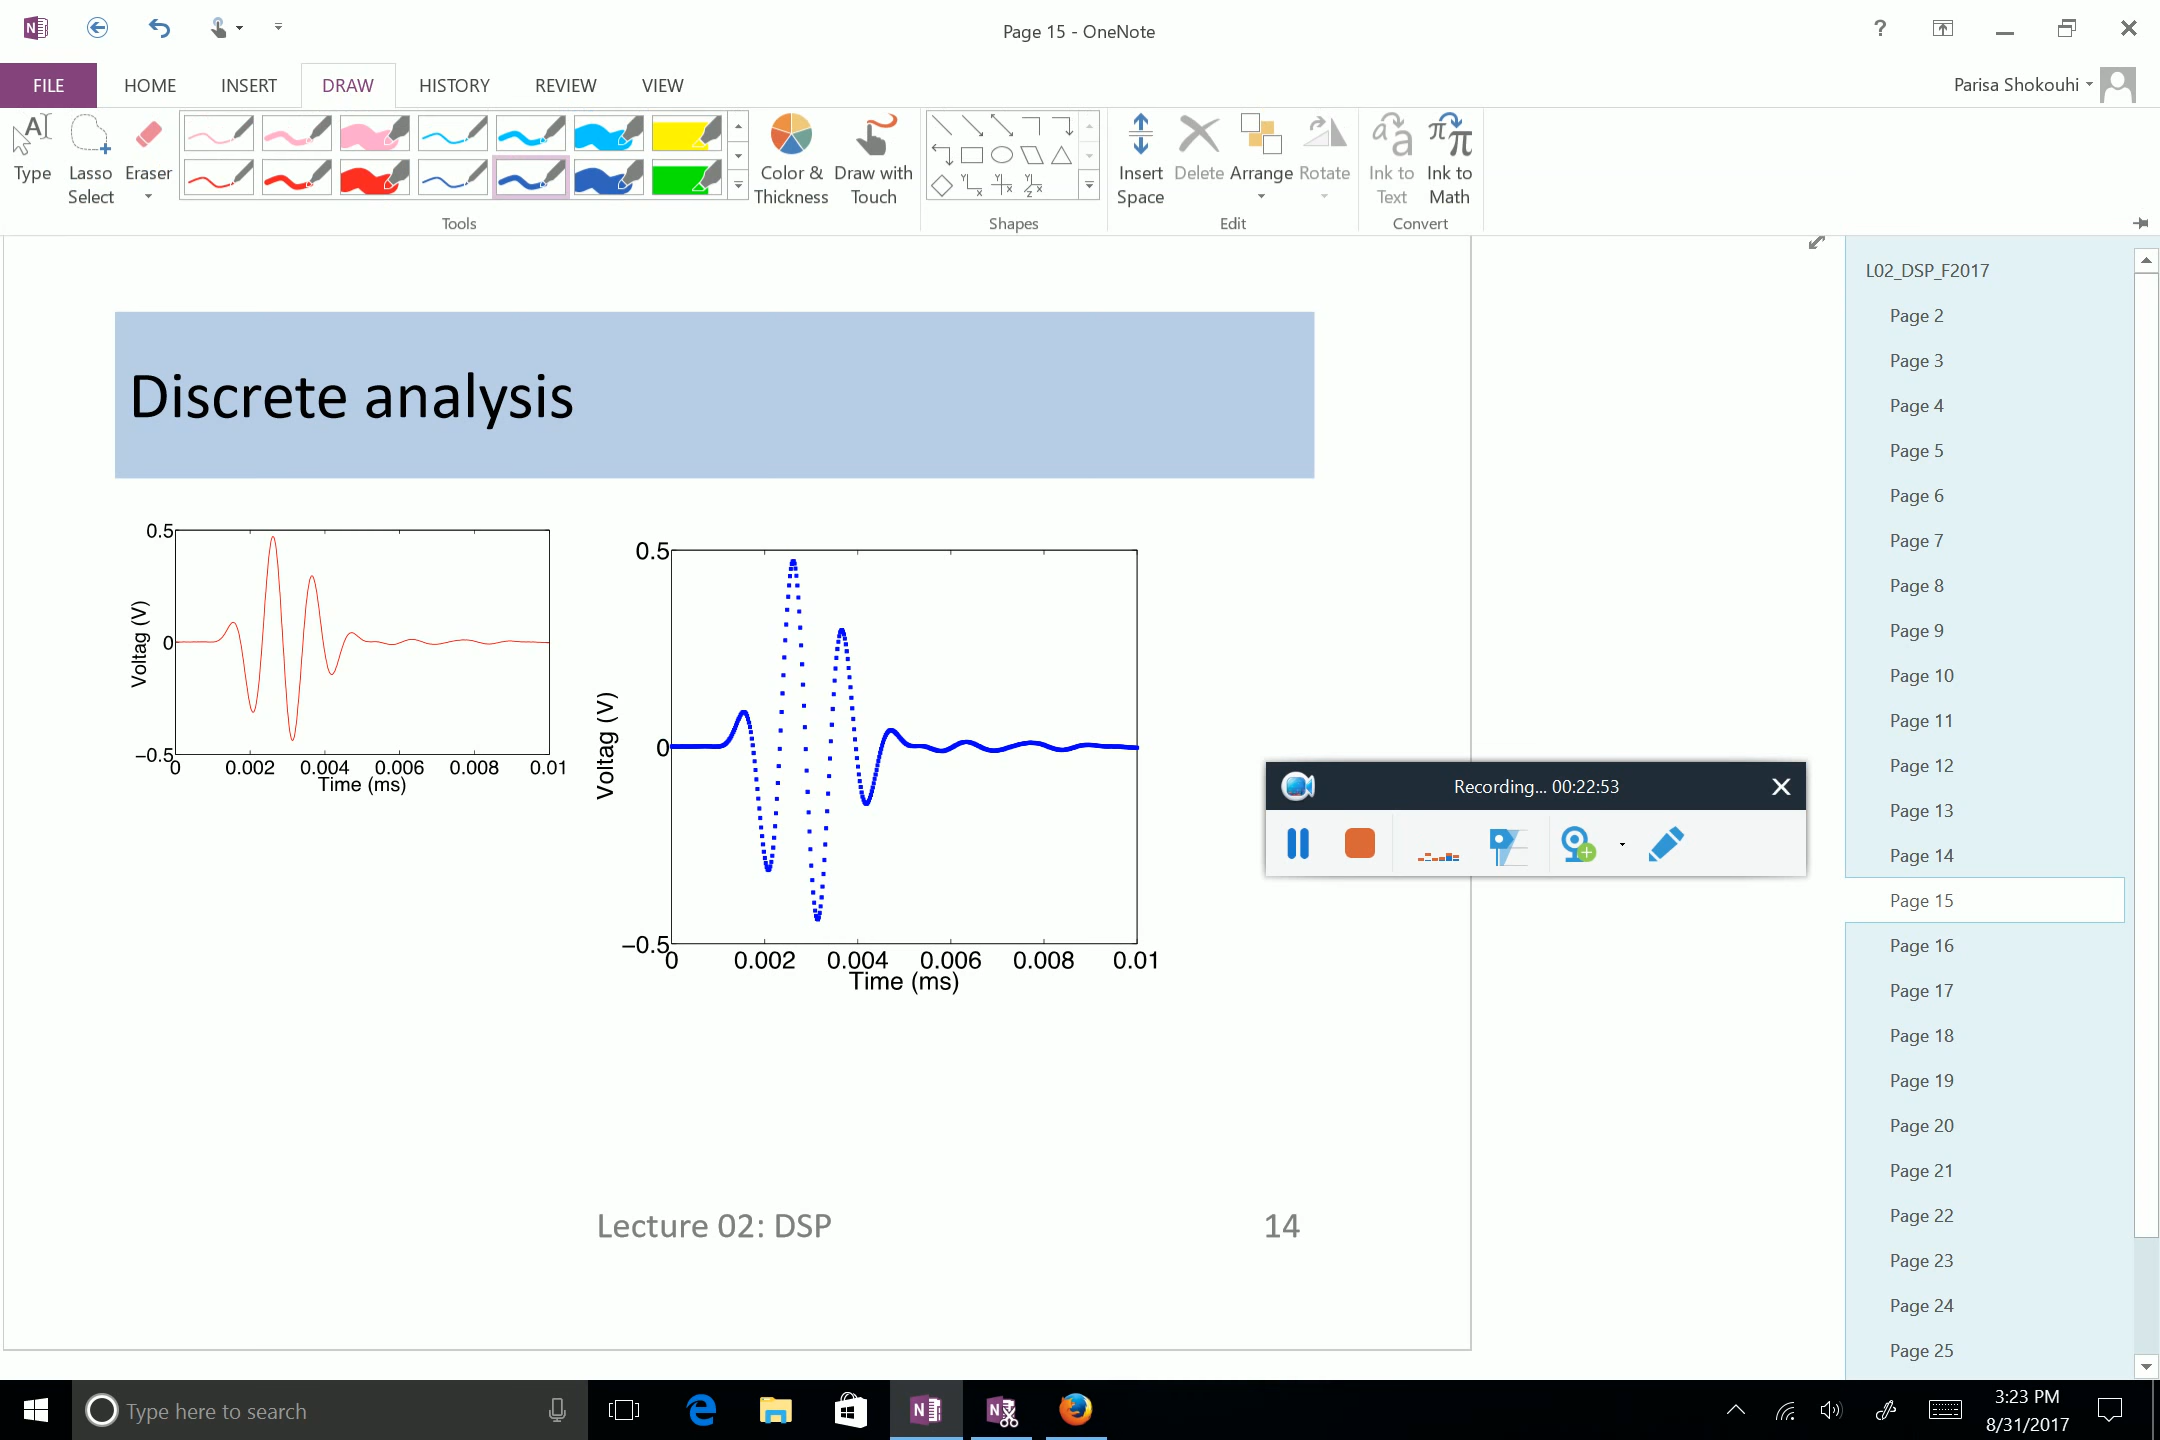 Page 15 - OneNote
?
FILE
HOME
INSERT
DRAW
HISTORY
REVIEW
VIEW
Parisa Shokouhi
Type
Lasso
Select
Eraser
Color &
Thickness
Draw with
Touch
Insert
Space
Delete
Arrange
Rotate
Ink to
Text
Ink to
Math
Tools
Shapes
Edit
Convert
Discrete analysis
0.5
0
−0.5
Voltag (V)
0 0.002 0.004 0.006 0.008 0.01
Time (ms)
0.5
0
−0.5
Voltag (V)
0 0.002 0.004 0.006 0.008 0.01
Time (ms)
Lecture 02: DSP
14
Recording... 00:22:53
L02_DSP_F2017
Page 2
Page 3
Page 4
Page 5
Page 6
Page 7
Page 8
Page 9
Page 10
Page 11
Page 12
Page 13
Page 14
Page 15
Page 16
Page 17
Page 18
Page 19
Page 20
Page 21
Page 22
Page 23
Page 24
Page 25
Type here to search
3:23 PM
8/31/2017